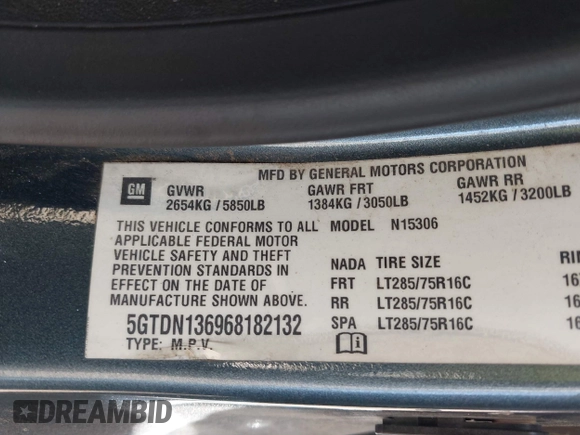 MFD BY GENERAL MOTORS CORPORATION
GM GVWR GAWR FRT GAWR RR
2654KG / 5850LB 1384KG / 3050LB 1452KG / 3200LB
THIS VEHICLE CONFORMS TO ALL MODEL N15306
APPLICABLE FEDERAL MOTOR
VEHICLE SAFETY AND THEFT
PREVENTION STANDARDS IN NADA TIRE SIZE
EFFECT ON THE DATE OF FRT LT285/75R16C
MANUFACTURE SHOWN ABOVE. RR LT285/75R16C
5GTDN136968182132 SPA LT285/75R16C
TYPE: M.P.V.
DREAMBID